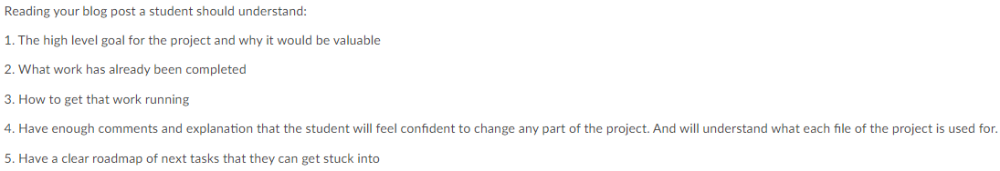 Reading your blog post a student should understand:
1. The high level goal for the project and why it would be valuable
2. What work has already been completed
3. How to get that work running
4. Have enough comments and explanation that the student will feel confident to change any part of the project. And will understand what each file of the project is used for.
5. Have a clear roadmap of next tasks that they can get stuck into